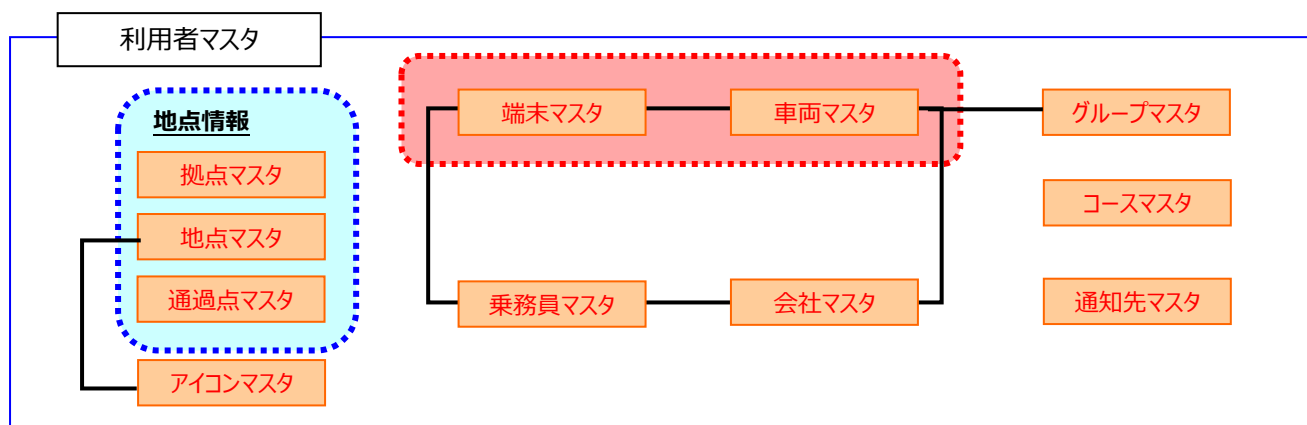 利用者マスタ
地点情報
拠点マスタ
地点マスタ
通過点マスタ
アイコンマスタ
端末マスタ
車両マスタ
乗務員マスタ
会社マスタ
グループマスタ
コースマスタ
通知先マスタ